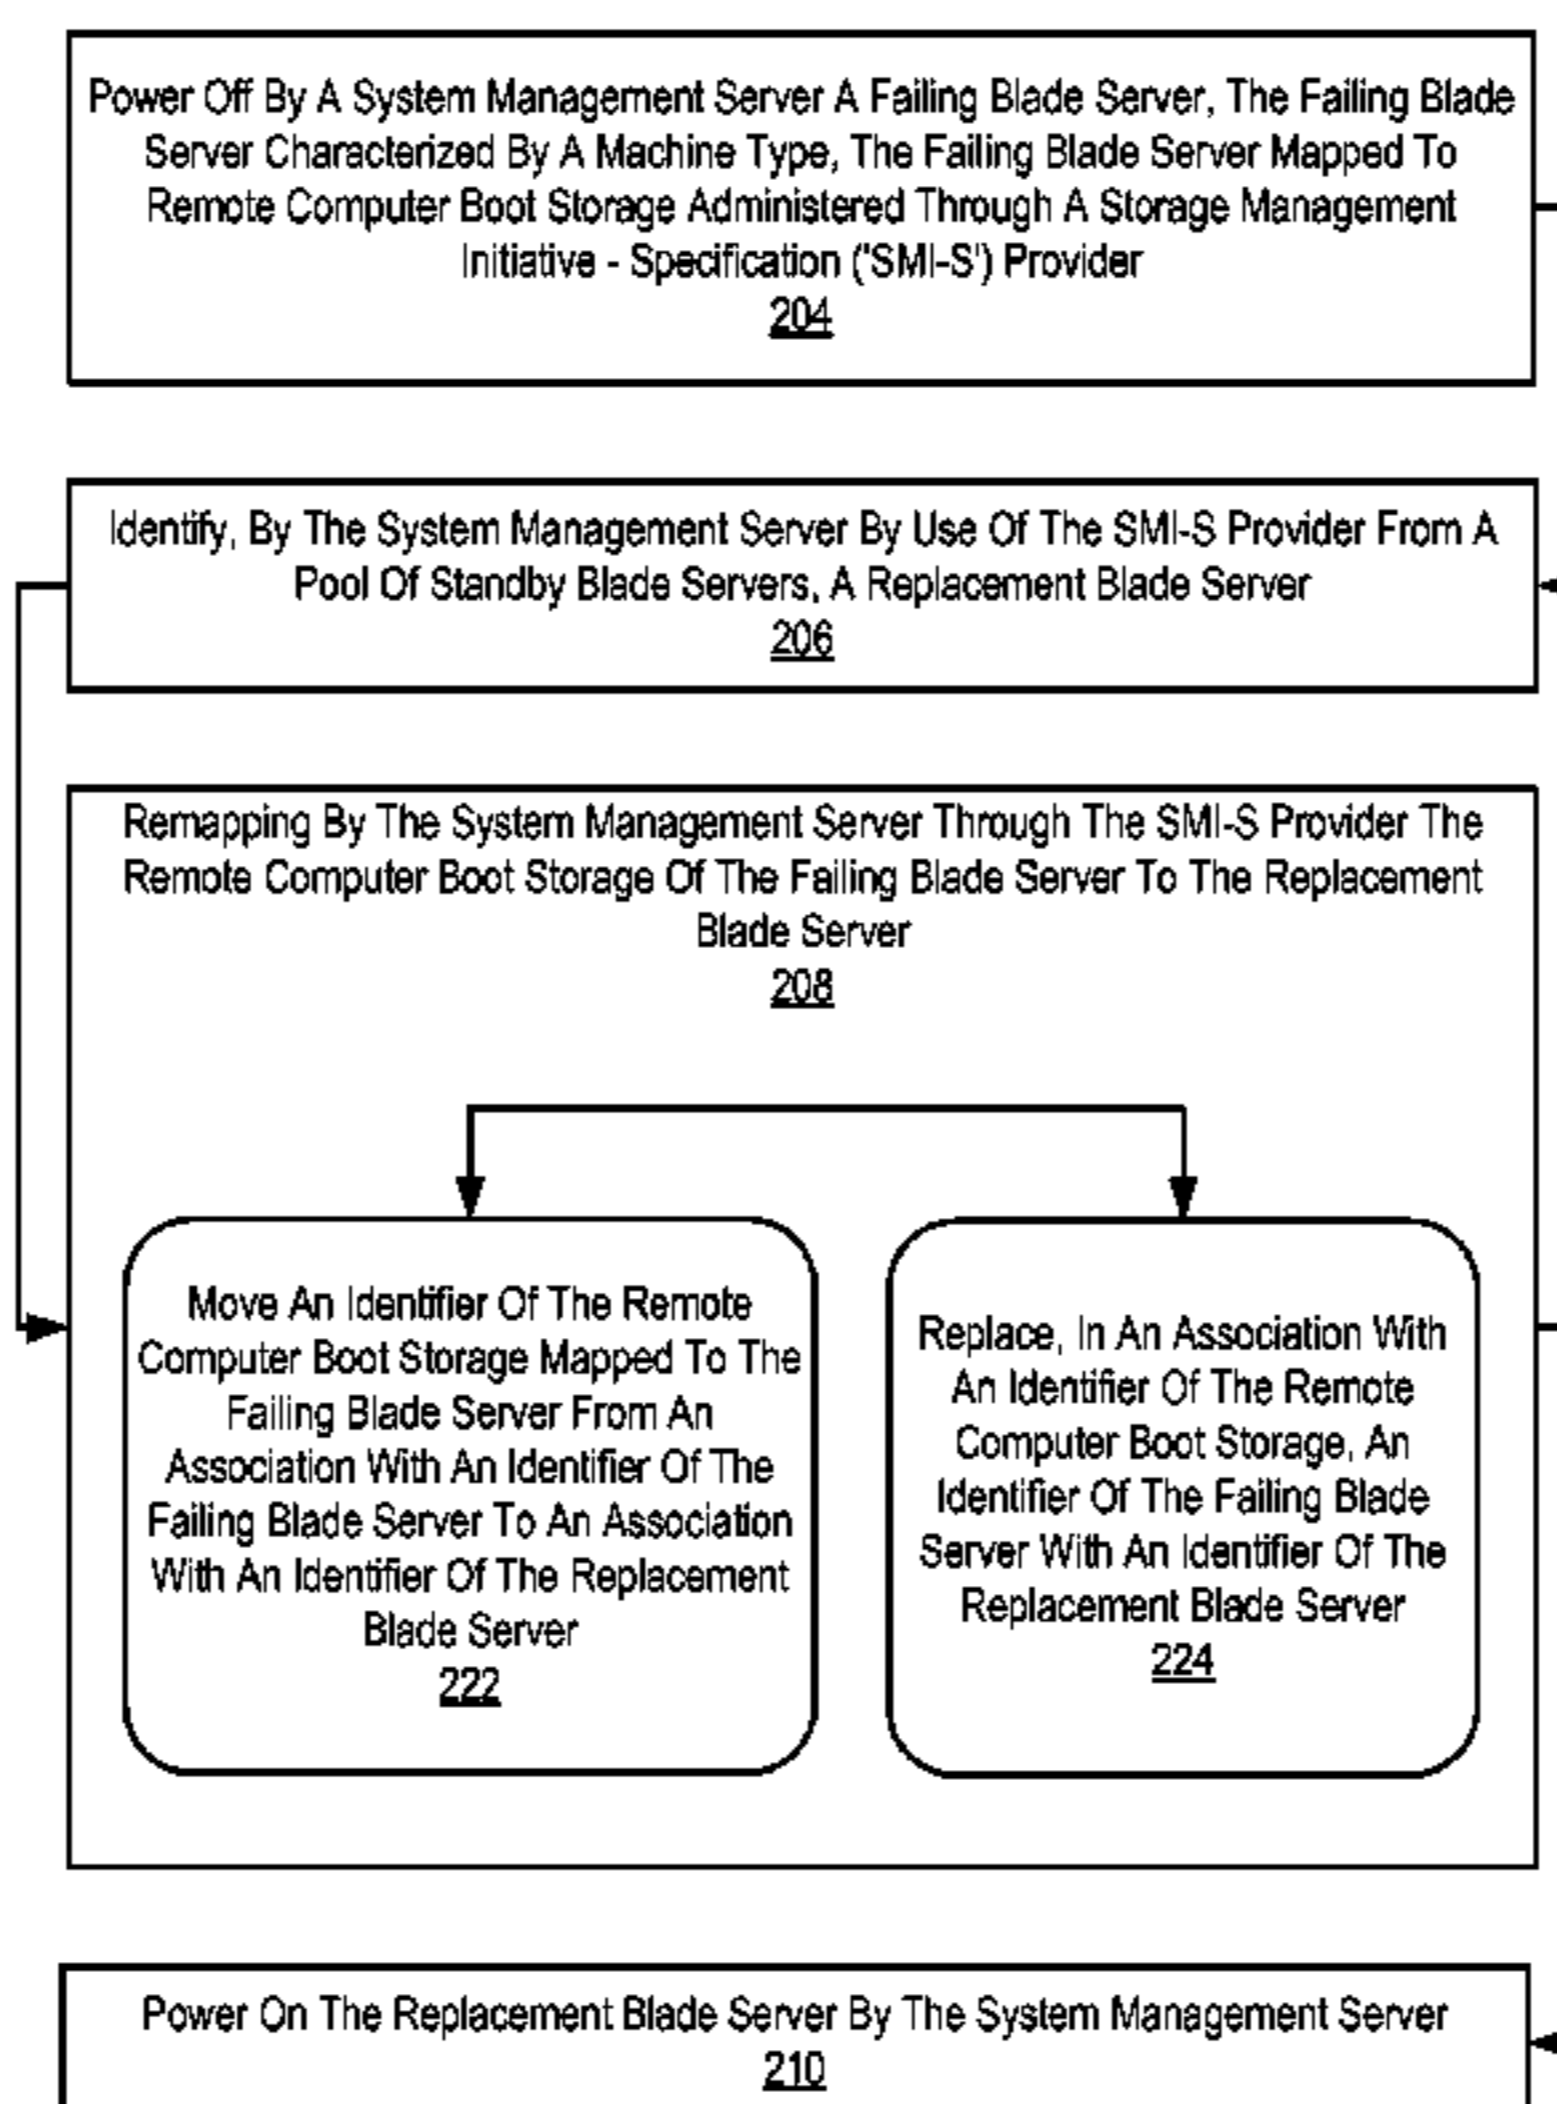 Power Off By A System Management Server A Failing Blade Server, The Failing Blade
Server Characterized By A Machine Type, The Failing Blade Server Mapped To
Remote Computer Boot Storage Administered Through A Storage Management
Initiative - Specification ('SMI-S') Provider
204
Identify, By The System Management Server By Use Of The SMI-S Provider From A
Pool Of Standby Blade Servers, A Replacement Blade Server
206
Remapping By The System Management Server Through The SMI-S Provider The
Remote Computer Boot Storage Of The Failing Blade Server To The Replacement
Blade Server
208
Move An Identifier Of The Remote
Computer Boot Storage Mapped To The
Failing Blade Server From An
Association With An Identifier Of The
Failing Blade Server To An Association
With An Identifier Of The Replacement
Blade Server
222
Replace, In An Association With
An Identifier Of The Remote
Computer Boot Storage, An
Identifier Of The Failing Blade
Server With An Identifier Of The
Replacement Blade Server
224
Power On The Replacement Blade Server By The System Management Server
210